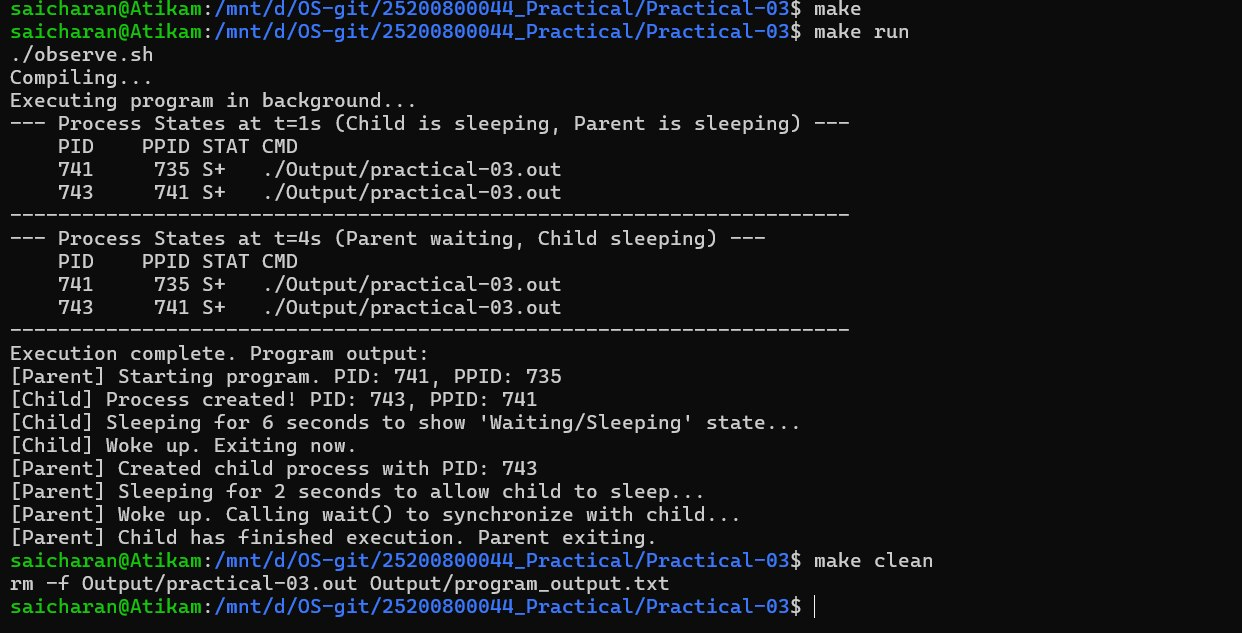 saicharan@Atikam:/mnt/d/OS-git/25200800044_Practical/Practical-03$ make
saicharan@Atikam:/mnt/d/OS-git/25200800044_Practical/Practical-03$ make run
./observe.sh
Compiling...
Executing program in background...
--- Process States at t=1s (Child is sleeping, Parent is sleeping) ---
    PID    PPID STAT CMD
    741     735 S+   ./Output/practical-03.out
    743     741 S+   ./Output/practical-03.out
----------------------------------------------------------------------
--- Process States at t=4s (Parent waiting, Child sleeping) ---
    PID    PPID STAT CMD
    741     735 S+   ./Output/practical-03.out
    743     741 S+   ./Output/practical-03.out
----------------------------------------------------------------------
Execution complete. Program output:
[Parent] Starting program. PID: 741, PPID: 735
[Child] Process created! PID: 743, PPID: 741
[Child] Sleeping for 6 seconds to show 'Waiting/Sleeping' state...
[Child] Woke up. Exiting now.
[Parent] Created child process with PID: 743
[Parent] Sleeping for 2 seconds to allow child to sleep...
[Parent] Woke up. Calling wait() to synchronize with child...
[Parent] Child has finished execution. Parent exiting.
saicharan@Atikam:/mnt/d/OS-git/25200800044_Practical/Practical-03$ make clean
rm -f Output/practical-03.out Output/program_output.txt
saicharan@Atikam:/mnt/d/OS-git/25200800044_Practical/Practical-03$